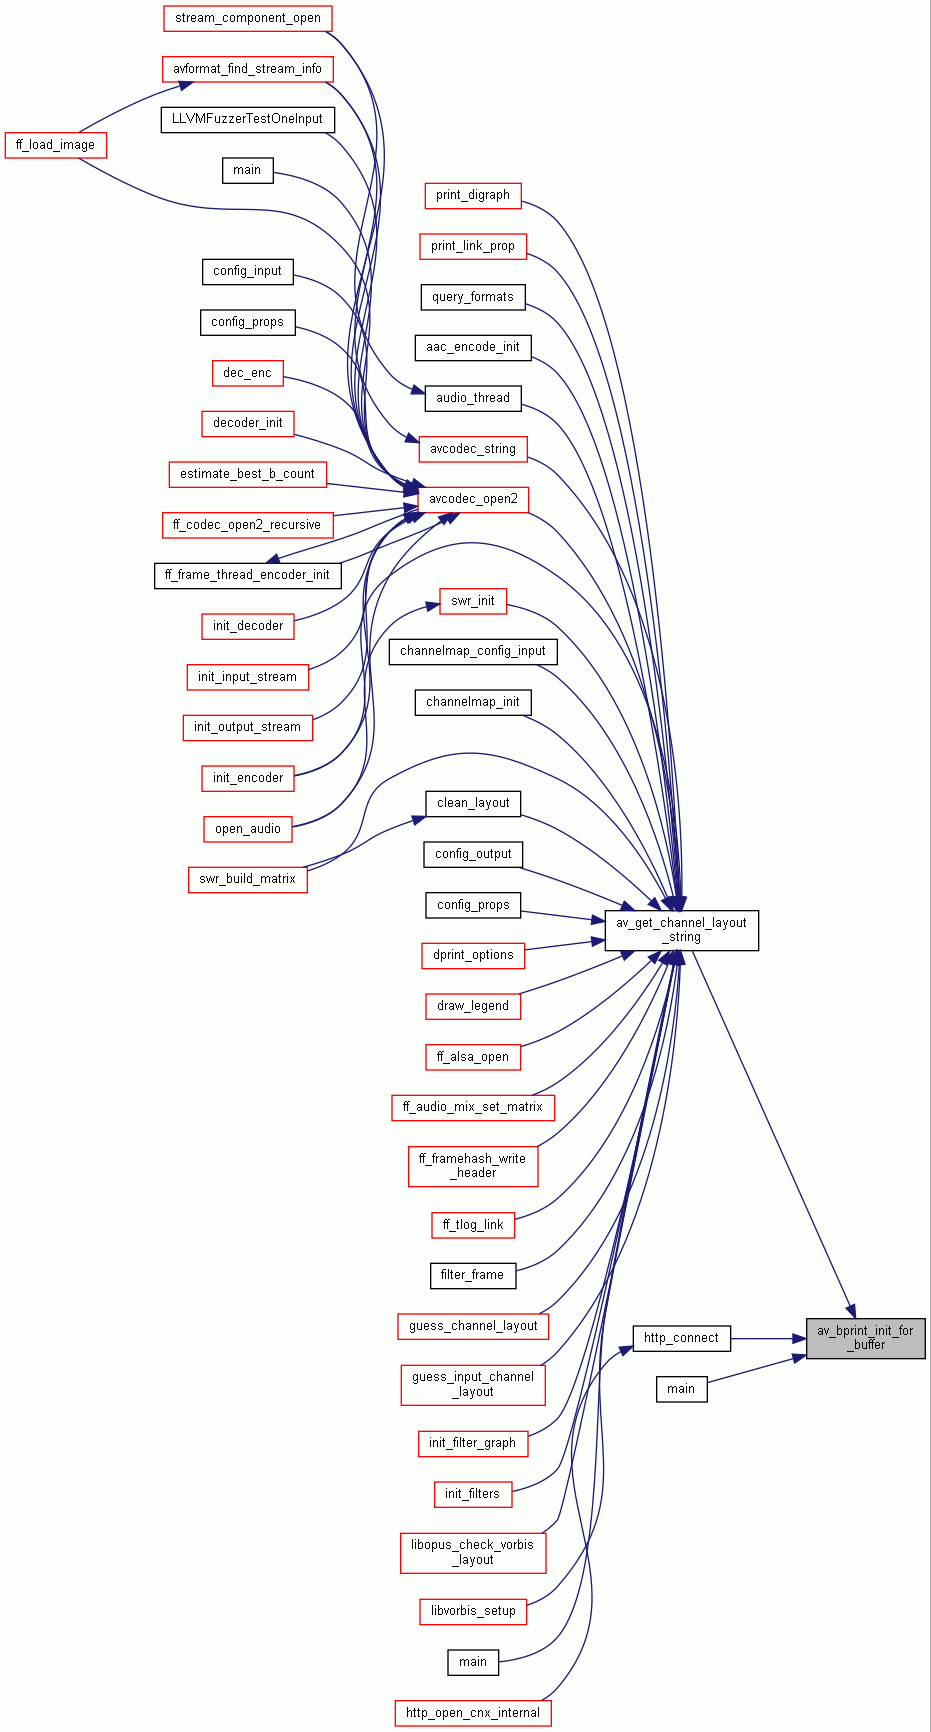 stream_component_open
avformat_find_stream_info
LLVMFuzzerTestOneInput
ff_load_image
main
print_digraph
print_link_prop
config_input
query_formats
config_props
aac_encode_init
dec_enc
audio_thread
decoder_init
avcodec_string
estimate_best_b_count
avcodec_open2
ff_codec_open2_recursive
ff_frame_thread_encoder_init
swr_init
init_decoder
channelmap_config_input
init_input_stream
channelmap_init
init_output_stream
init_encoder
clean_layout
open_audio
config_output
swr_build_matrix
config_props
av_get_channel_layout
_string
dprint_options
draw_legend
ff_alsa_open
ff_audio_mix_set_matrix
ff_framehash_write
_header
ff_tlog_link
filter_frame
guess_channel_layout
av_bprint_init_for
_buffer
http_connect
guess_input_channel
_layout
main
init_filter_graph
init_filters
libopus_check_vorbis
_layout
libvorbis_setup
main
http_open_cnx_internal